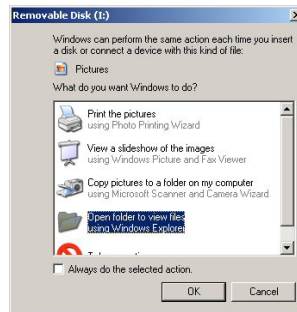 Removable Disk (I:)
Windows can perform the same action each time you insert
a disk or connect a device with this kind of file:
Pictures
What do you want Windows to do?
Print the pictures
using Photo Printing Wizard
View a slideshow of the images
using Windows Picture and Fax Viewer
Copy pictures to a folder on my computer
using Microsoft Scanner and Camera Wizard
Open folder to view files
using Windows Explorer
Always do the selected action.
OK
Cancel